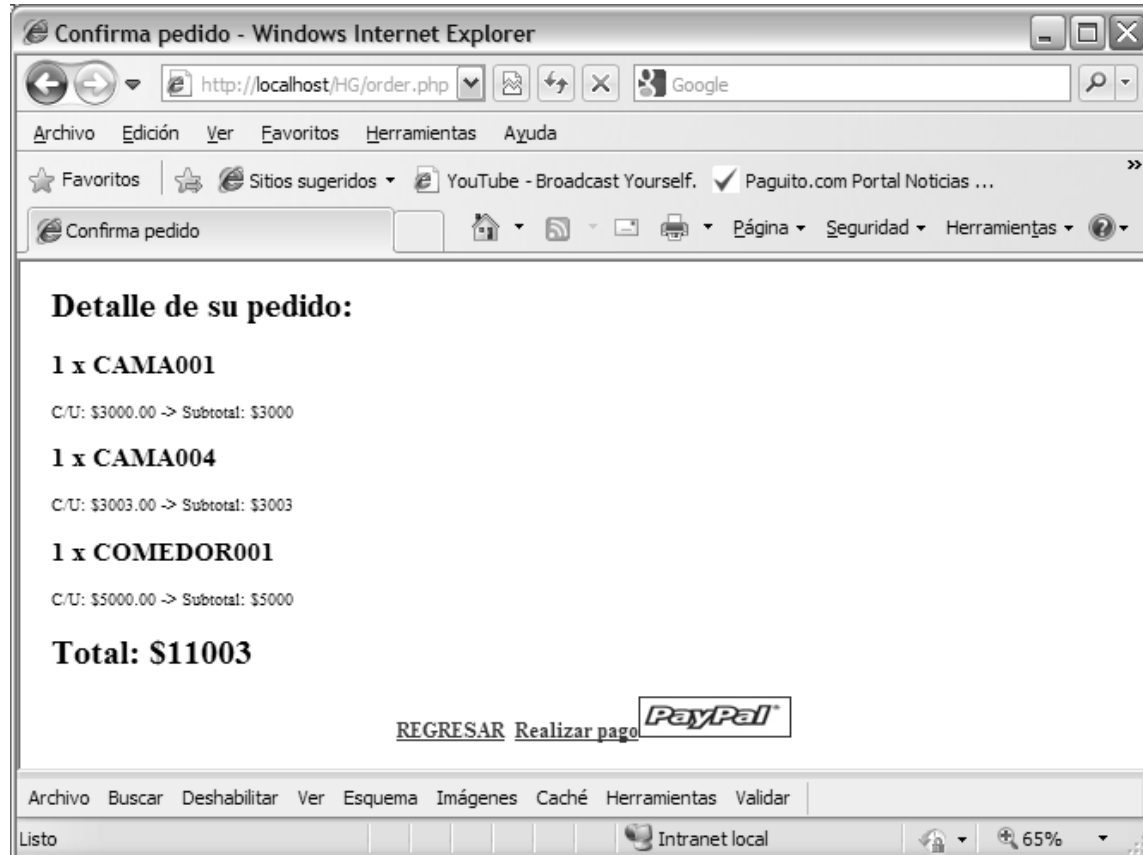 Confirma pedido - Windows Internet Explorer
http://localhost/HG/order.php Google
Archivo Edición Ver Favoritos Herramientas Ayuda
Favoritos Sitios sugeridos YouTube - Broadcast Yourself. Paguito.com Portal Noticias ... »
Confirma pedido Página Seguridad Herramientas
Detalle de su pedido:
1 x CAMA001
C/U: $3000.00 -> Subtotal: $3000
1 x CAMA004
C/U: $3003.00 -> Subtotal: $3003
1 x COMEDOR001
C/U: $5000.00 -> Subtotal: $5000
Total: $11003
REGRESAR Realizar pago PayPal
Archivo Buscar Deshabilitar Ver Esquema Imágenes Caché Herramientas Validar
Listo Intranet local 65%